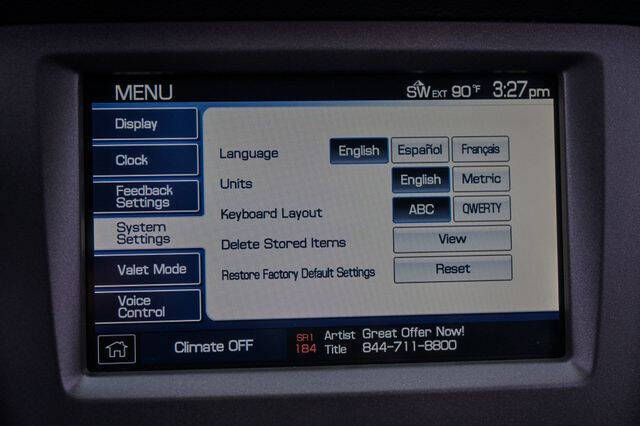 MENU SW EXT 90°F 3:27pm
Display
Clock
Feedback
Settings
System
Settings
Valet Mode
Voice
Control
Language English Español Français
Units English Metric
Keyboard Layout ABC QWERTY
Delete Stored Items View
Restore Factory Default Settings Reset
Climate OFF
SR1
184
Artist Great Offer Now!
Title 844-711-8800